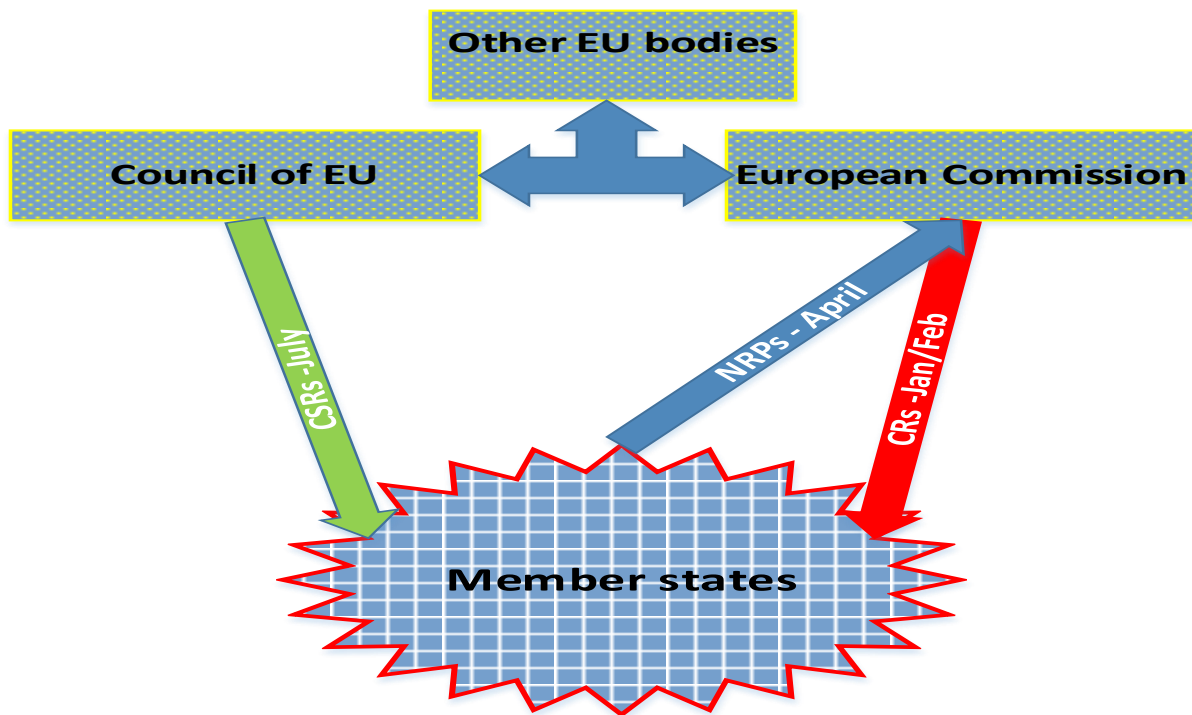 Other EU bodies
Council of EU
European Commission
CSRs -July
NRPs - April
CRs -Jan/Feb
Member states